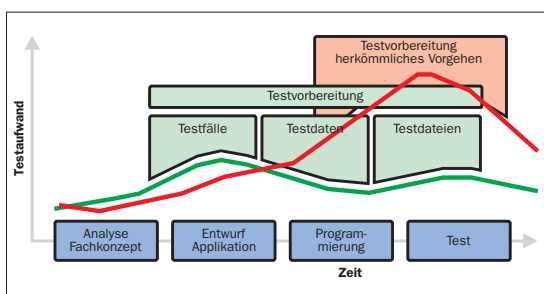 Testvorbereitung
herkömmliches Vorgehen
Testvorbereitung
Testfälle
Testdaten
Testdateien
Testaufwand
Analyse
Fachkonzept
Entwurf
Applikation
Program-
mierung
Test
Zeit